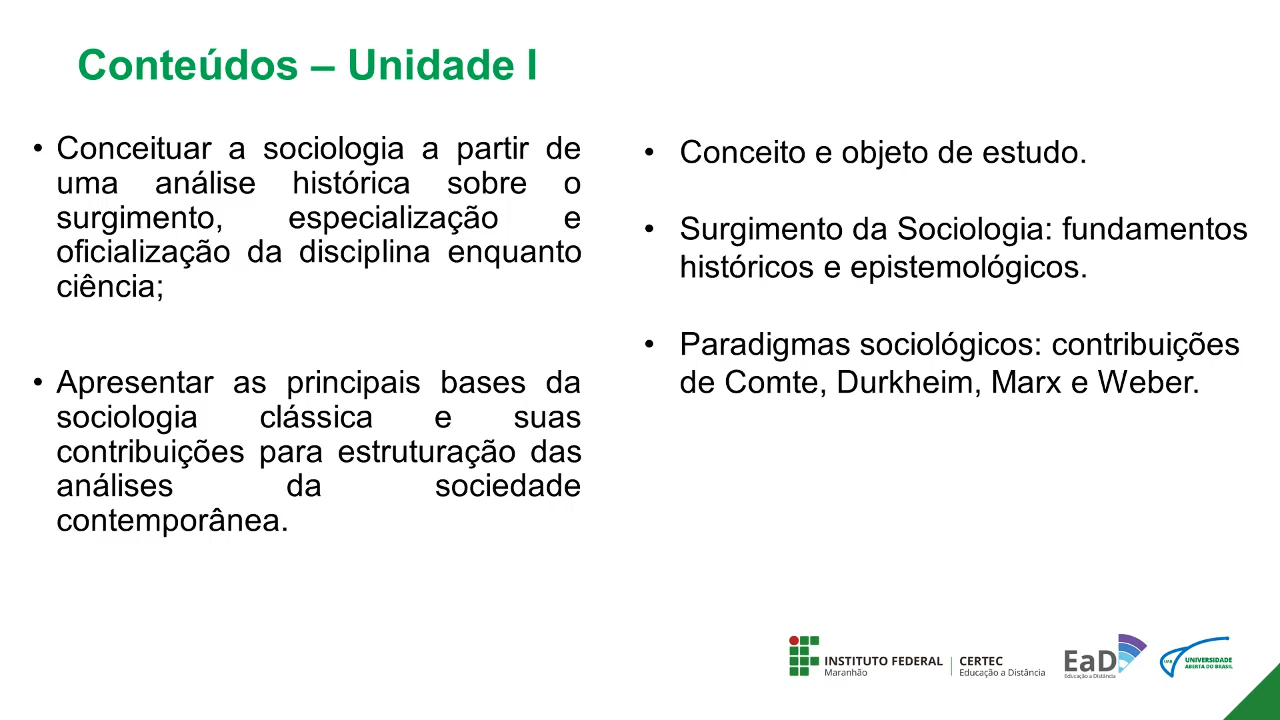 Conteúdos – Unidade I
• Conceituar a sociologia a partir de
uma análise histórica sobre o
surgimento, especialização e
oficialização da disciplina enquanto
ciência;
• Apresentar as principais bases da
sociologia clássica e suas
contribuições para estruturação das
análises da sociedade
contemporânea.
• Conceito e objeto de estudo.
• Surgimento da Sociologia: fundamentos
históricos e epistemológicos.
• Paradigmas sociológicos: contribuições
de Comte, Durkheim, Marx e Weber.
INSTITUTO FEDERAL
Maranhão
CERTEC
Educação a Distância
EaD
Educação a Distância
UAB
UNIVERSIDADE
ABERTA DO BRASIL